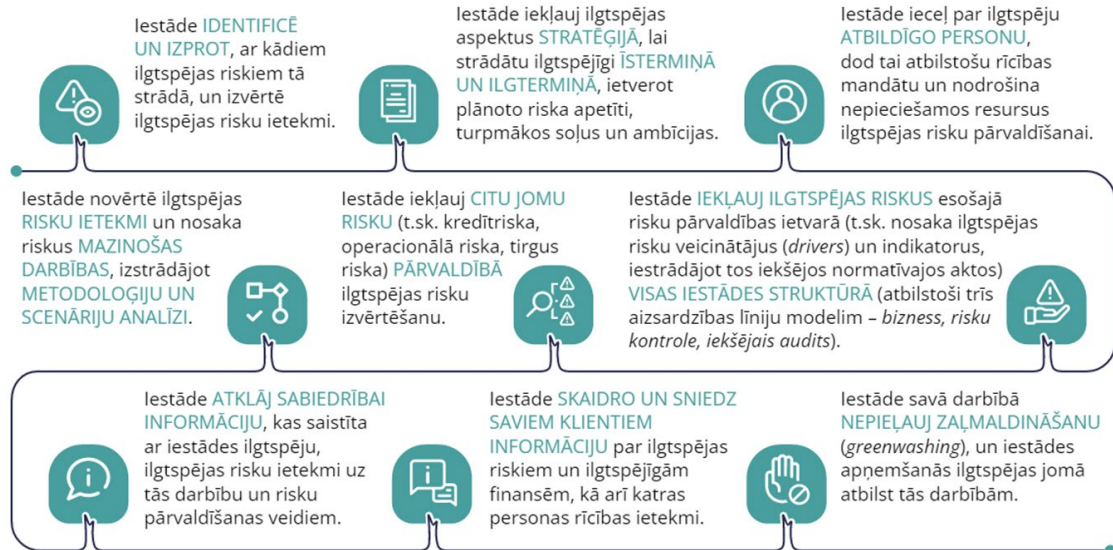 Iestāde IDENTIFICĒ
UN IZPROT, ar kādiem
ilgtspējas riskiem tā
strādā, un izvērtē
ilgtspējas risku ietekmi.
Iestāde iekļauj ilgtspējas
aspektus STRATĒĢIJĀ, lai
strādātu ilgtspējīgi ĪSTERMIŅĀ
UN ILGTERMIŅĀ, ietverot
plānoto riska apetīti,
turpmākos soļus un ambīcijas.
Iestāde ieceļ par ilgtspēju
ATBILDĪGO PERSONU,
dod tai atbilstošu rīcības
mandātu un nodrošina
nepieciešamos resursus
ilgtspējas risku pārvaldīšanai.
Iestāde novērtē ilgtspējas
RISKU IETEKMI un nosaka
riskus MAZINOŠAS
DARBĪBAS, izstrādājot
METODOLOĢIJU UN
SCENĀRIJU ANALĪZI.
Iestāde iekļauj CITU JOMU
RISKU (t.sk. kredītriska,
operacionālā riska, tirgus
riska) PĀRVALDĪBĀ
ilgtspējas risku
izvērtēšanu.
Iestāde IEKĻAUJ ILGTSPĒJAS RISKUS esošajā
risku pārvaldības ietvarā (t.sk. nosaka ilgtspējas
risku veicinātājus (drivers) un indikatorus,
iestrādājot tos iekšējos normatīvajos aktos)
VISAS IESTĀDES STRUKTŪRĀ (atbilstoši trīs
aizsardzības līniju modelim – bizness, risku
kontrole, iekšējais audits).
Iestāde ATKLĀJ SABIEDRĪBAI
INFORMĀCIJU, kas saistīta
ar iestādes ilgtspēju,
ilgtspējas risku ietekmi uz
tās darbību un risku
pārvaldīšanas veidiem.
Iestāde SKAIDRO UN SNIEDZ
SAVIEM KLIENTIEM
INFORMĀCIJU par ilgtspējas
riskiem un ilgtspējīgām
finansēm, kā arī katras
personas rīcības ietekmi.
Iestāde savā darbībā
NEPIEĻAUJ ZAĻMALDINĀŠANU
(greenwashing), un iestādes
apņemšanās ilgtspējas jomā
atbilst tās darbībām.